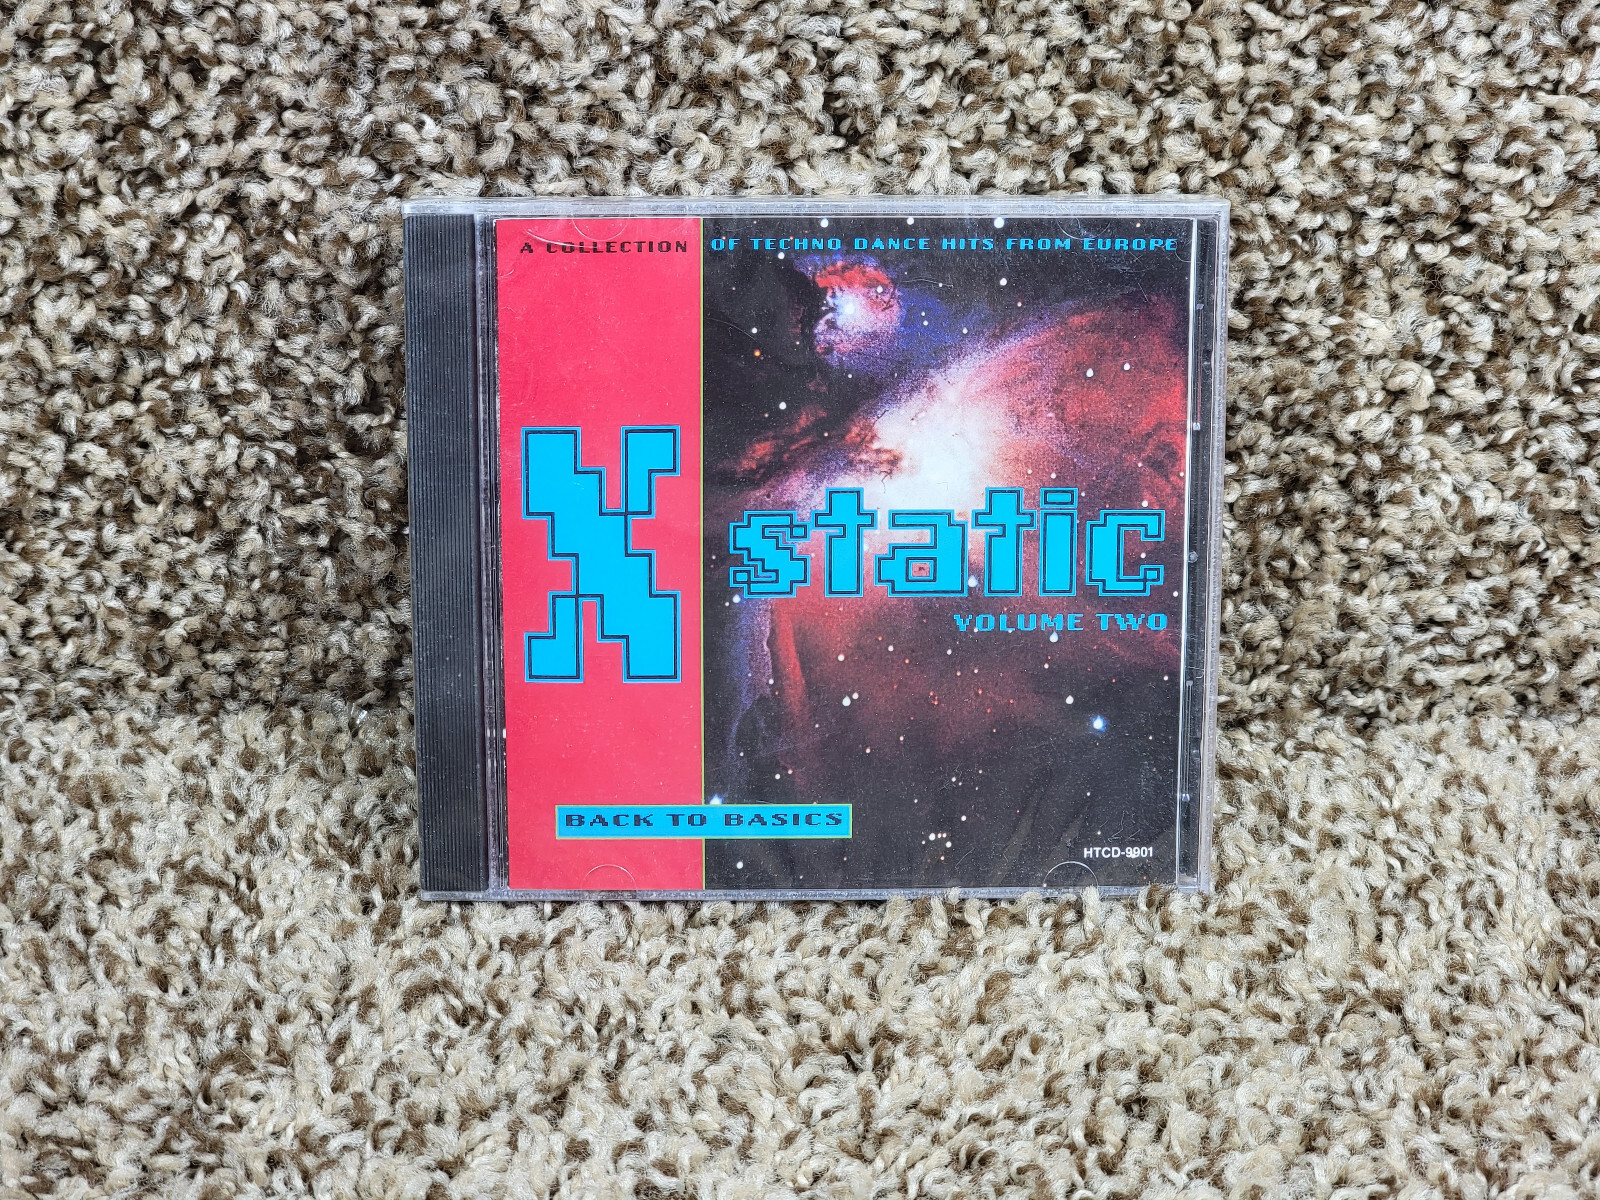 A COLLECTION OF TECHNO DANCE HITS FROM EUROPE
X static
VOLUME TWO
BACK TO BASICS
HTCD-9901